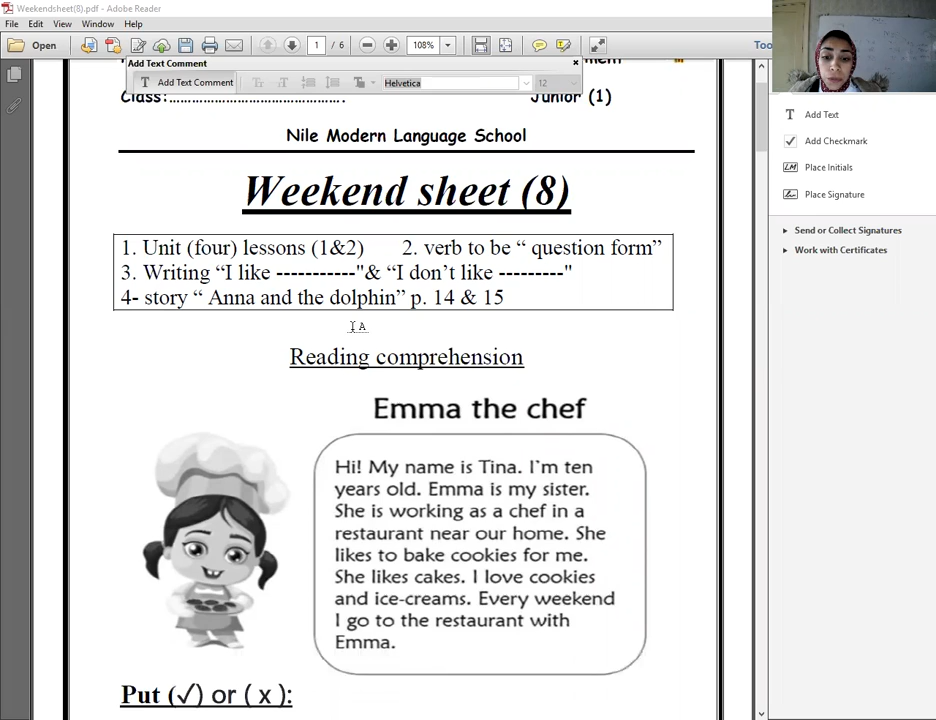 Weekendsheet(8).pdf - Adobe Reader
File Edit View Window Help
Open 1 / 6 108% Too
Add Text Comment
T Add Text Comment Helvetica 12
Class:……………………………………. Junior (1)
Nile Modern Language School
Weekend sheet (8)
1. Unit (four) lessons (1&2) 2. verb to be “ question form”
3. Writing “I like -----------"& “I don’t like ---------"
4- story “ Anna and the dolphin” p. 14 & 15
Reading comprehension
Emma the chef
Hi! My name is Tina. I’m ten
years old. Emma is my sister.
She is working as a chef in a
restaurant near our home. She
likes to bake cookies for me.
She likes cakes. I love cookies
and ice-creams. Every weekend
I go to the restaurant with
Emma.
Put (✓) or ( x ):
T Add Text
Add Checkmark
LM Place Initials
Place Signature
Send or Collect Signatures
Work with Certificates